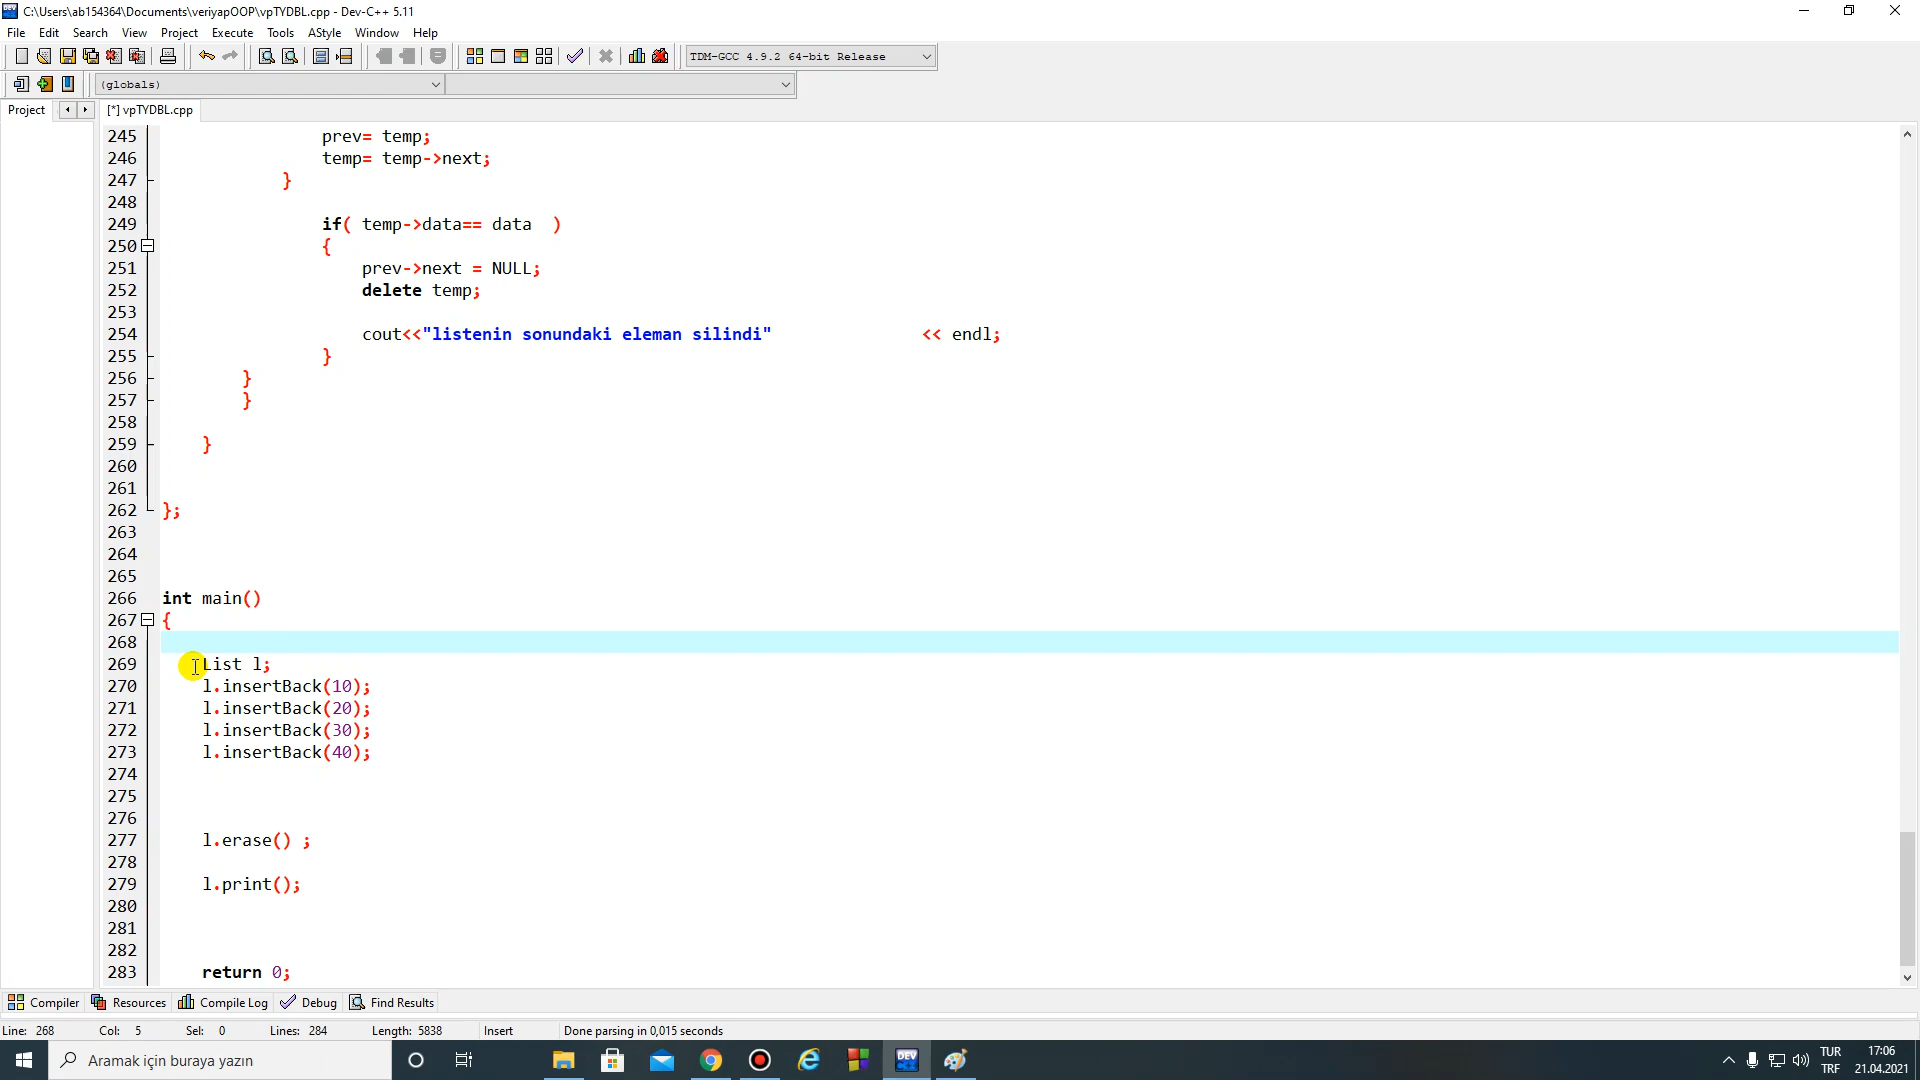 C:\Users\ab154364\Documents\veriyapOOP\vpTYDBL.cpp - Dev-C++ 5.11
File Edit Search View Project Execute Tools AStyle Window Help
TDM-GCC 4.9.2 64-bit Release
(globals)
Project [*] vpTYDBL.cpp
245 prev= temp;
246 temp= temp->next;
247 }
248
249 if( temp->data== data )
250 {
251 prev->next = NULL;
252 delete temp;
253
254 cout<<"listenin sonundaki eleman silindi" << endl;
255 }
256 }
257 }
258
259 }
260
261
262 };
263
264
265
266 int main()
267 {
268
269 List l;
270 l.insertBack(10);
271 l.insertBack(20);
272 l.insertBack(30);
273 l.insertBack(40);
274
275
276
277 l.erase() ;
278
279 l.print();
280
281
282
283 return 0;
Compiler Resources Compile Log Debug Find Results
Line: 268 Col: 5 Sel: 0 Lines: 284 Length: 5838 Insert Done parsing in 0,015 seconds
Aramak için buraya yazın
DEV
TUR 17:06
TRF 21.04.2021